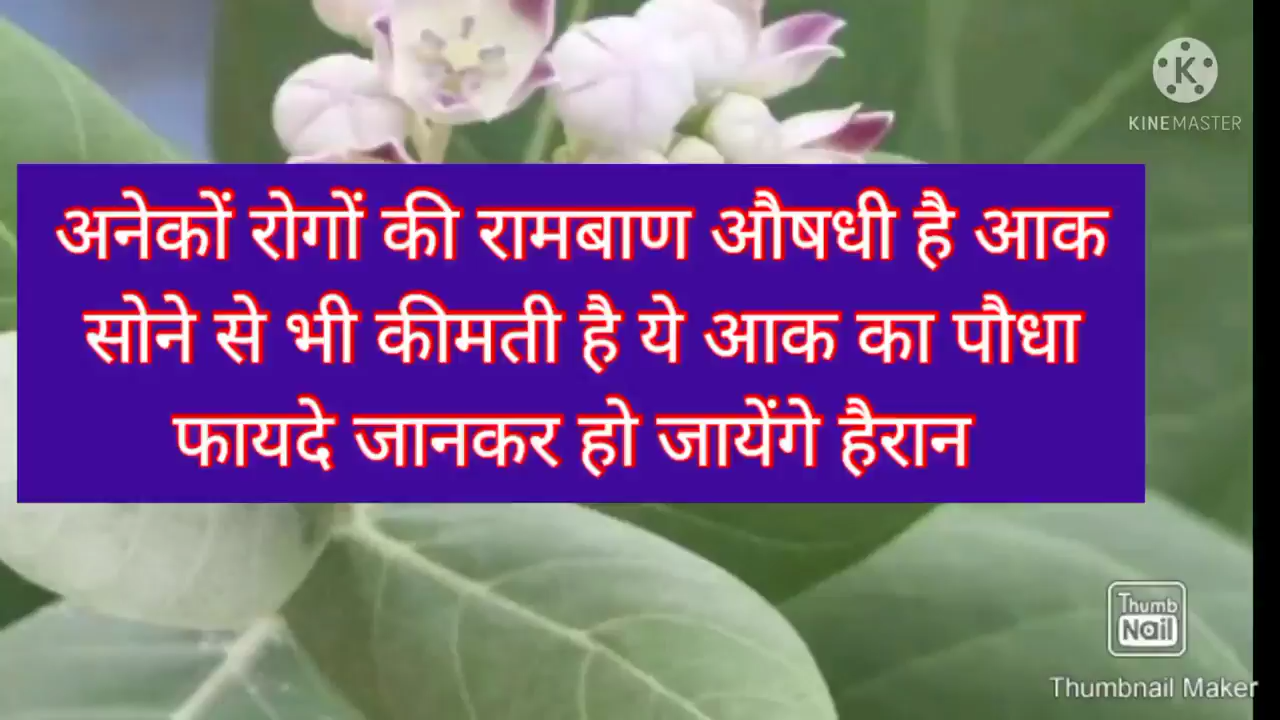 K
KINEMASTER
अनेकों रोगों की रामबाण औषधी है आक
सोने से भी कीमती है ये आक का पौधा
फायदे जानकर हो जायेंगे हैरान
Thumb
Nail
Thumbnail Maker